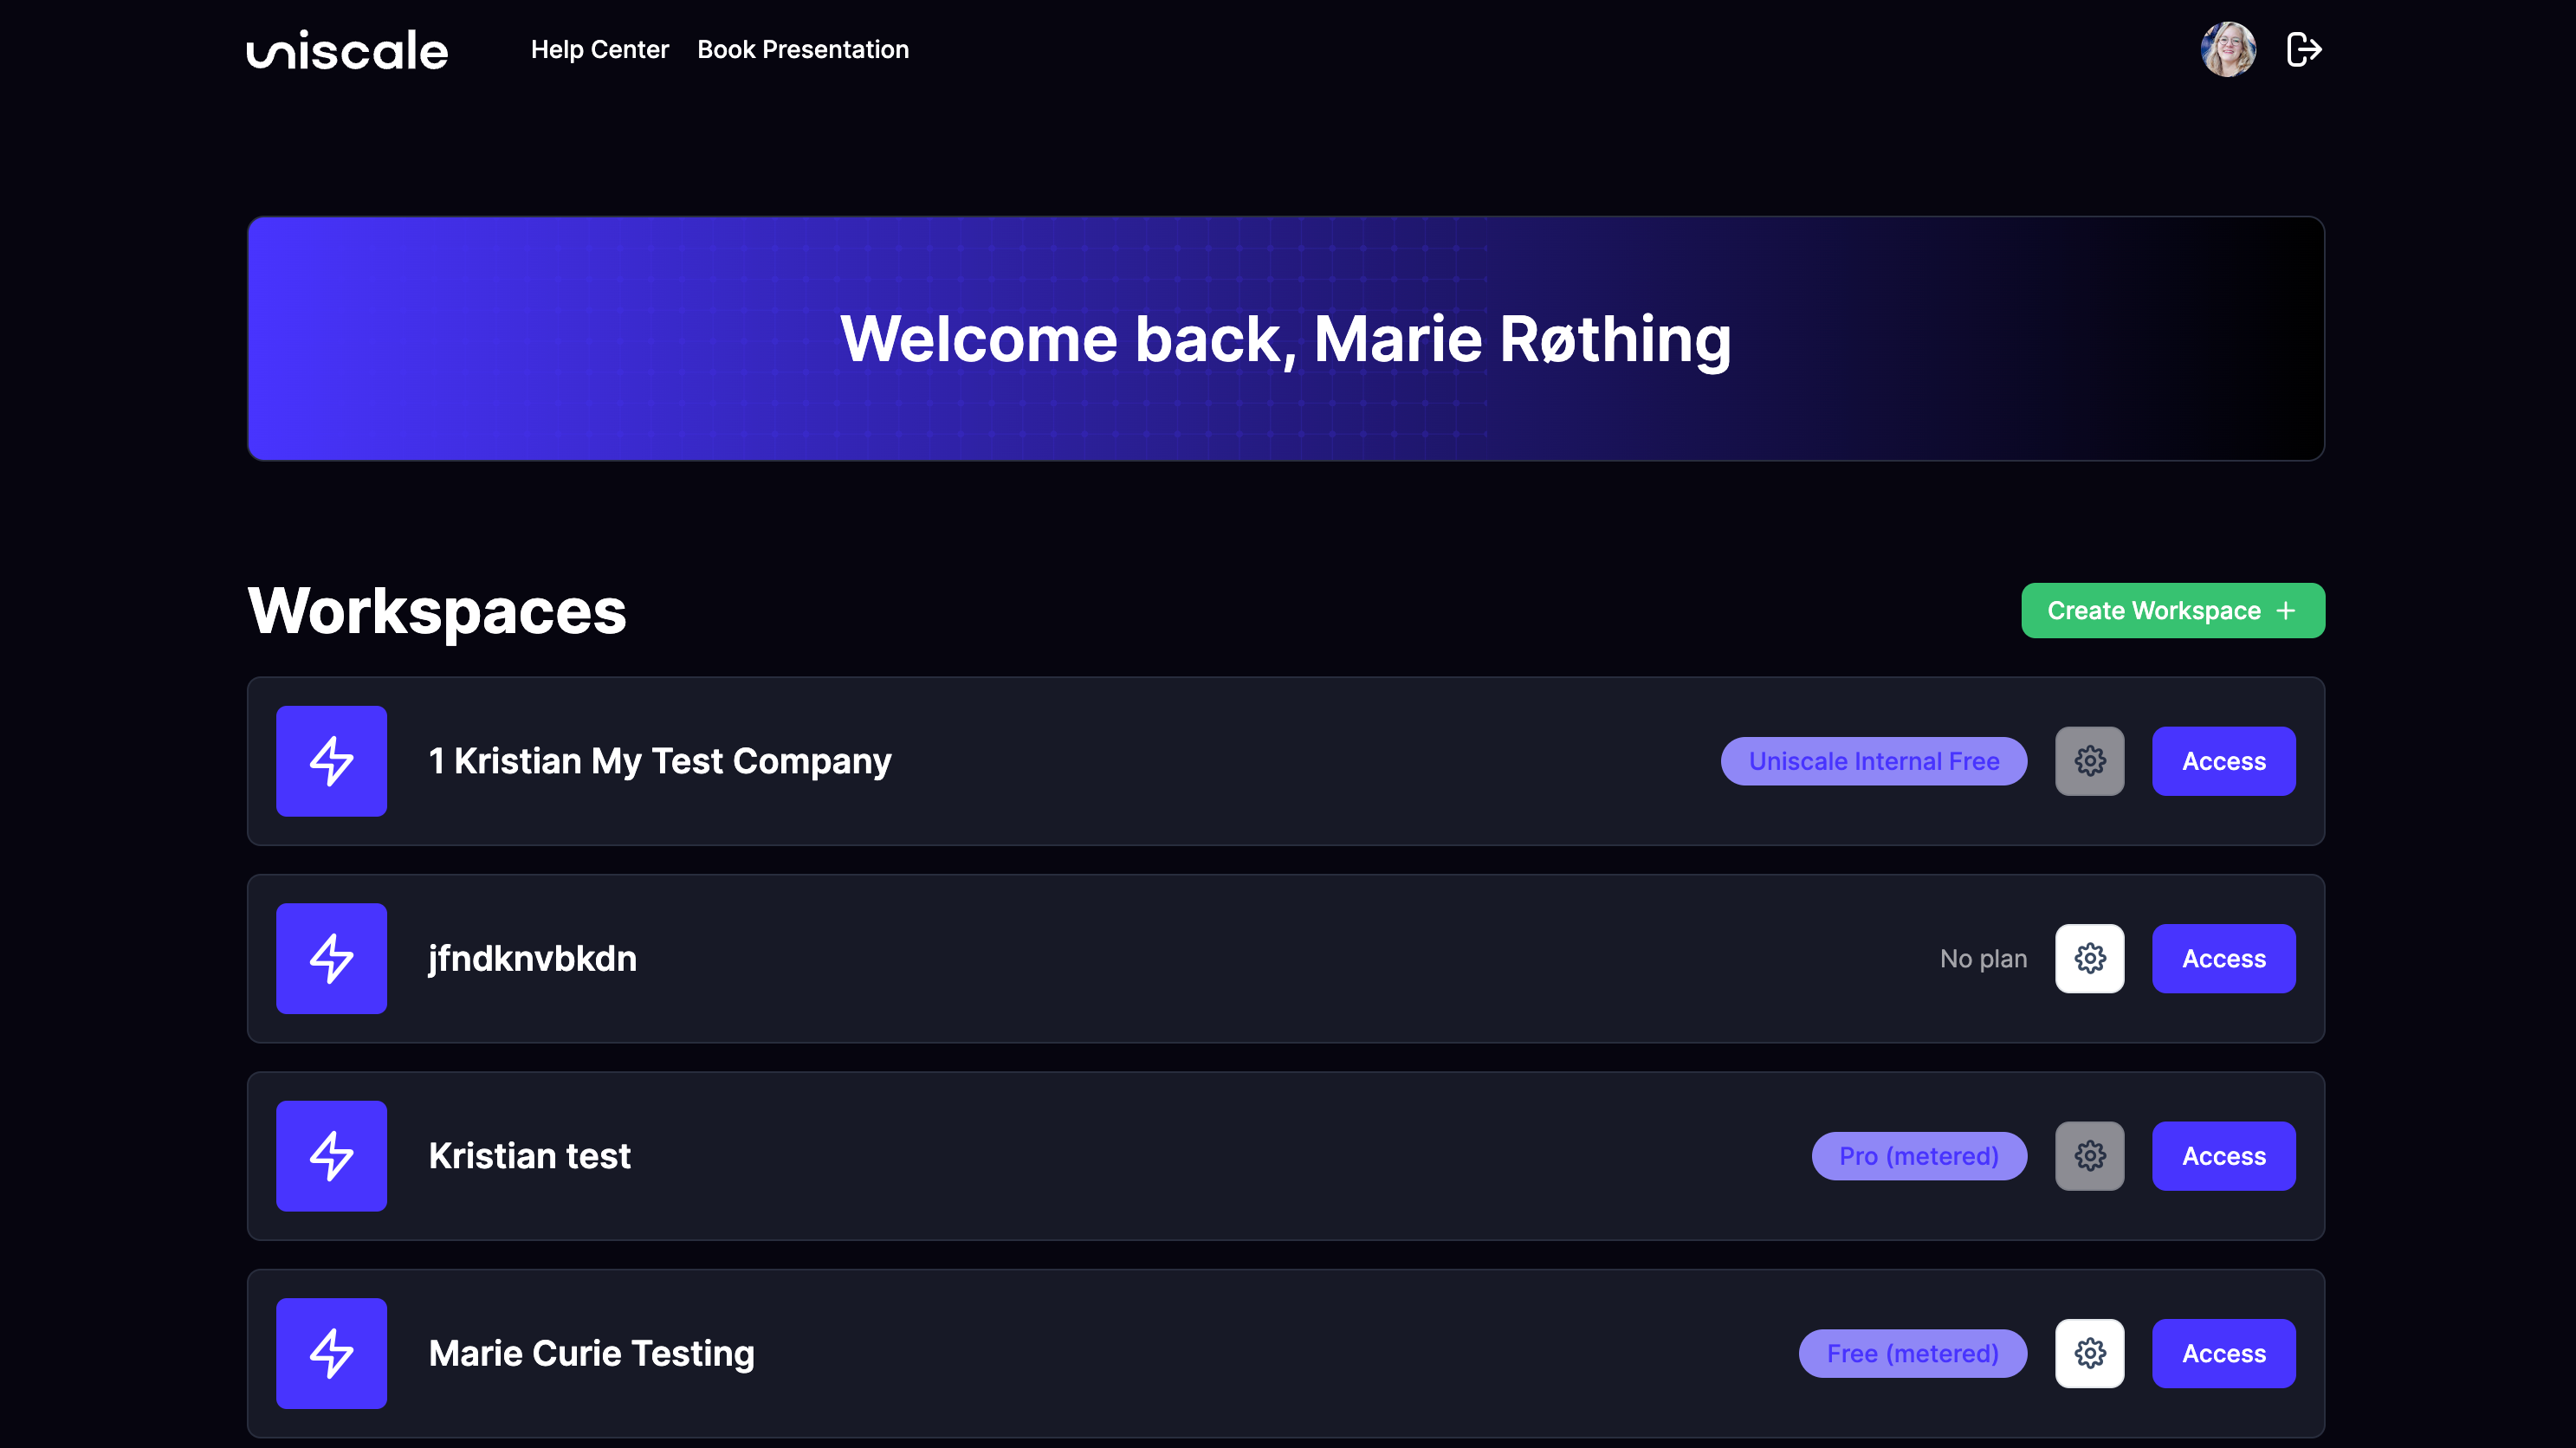 uniscale
Help Center
Book Presentation
Welcome back, Marie Røthing
Workspaces
Create Workspace +
1 Kristian My Test Company
Uniscale Internal Free
Access
jfndknvbkdn
No plan
Access
Kristian test
Pro (metered)
Access
Marie Curie Testing
Free (metered)
Access